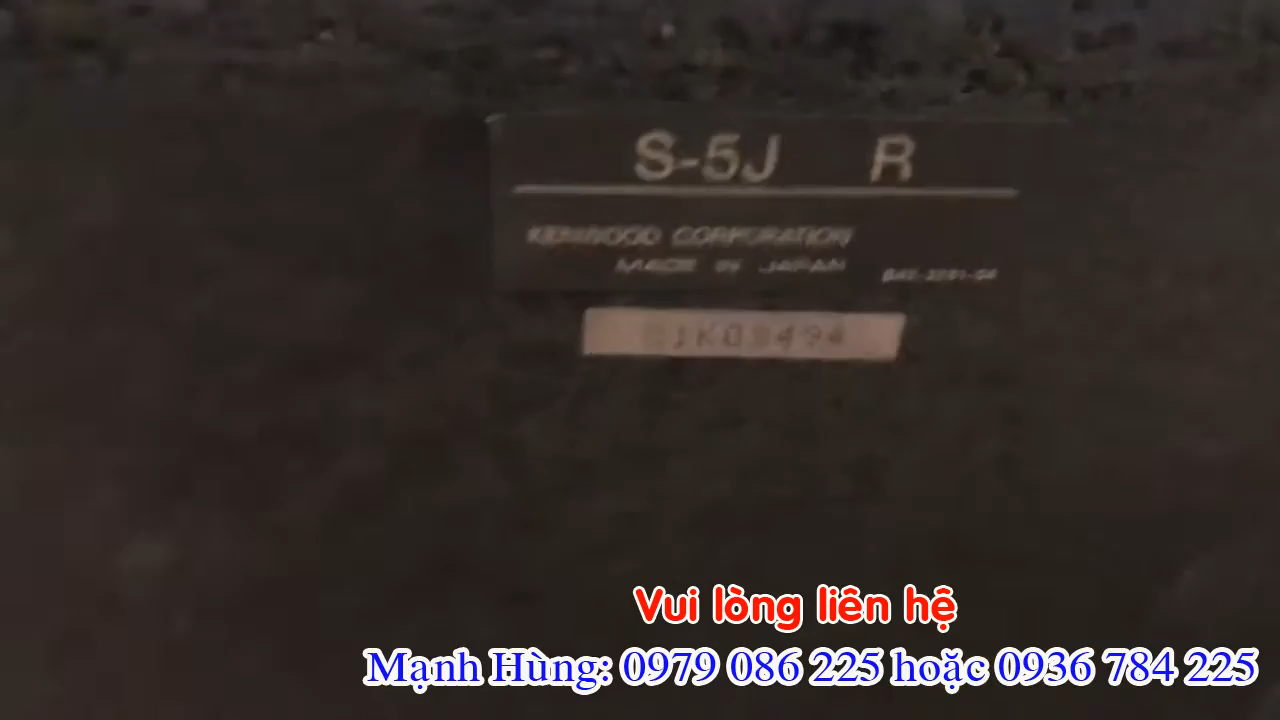 S-5J R
KENWOOD CORPORATION
MADE IN JAPAN
Vui lòng liên hệ
Mạnh Hùng: 0979 086 225 hoặc 0936 784 225